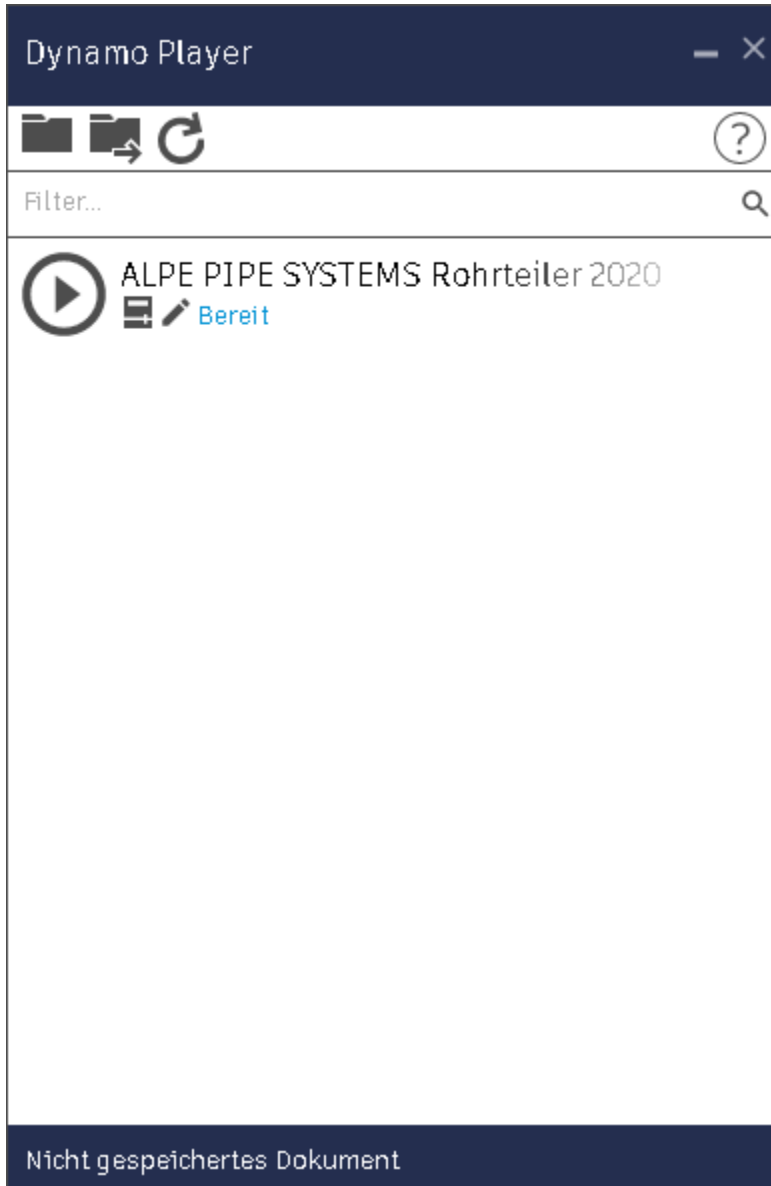 Dynamo Player
Filter...
ALPE PIPE SYSTEMS Rohrteiler 2020
Bereit
Nicht gespeichertes Dokument